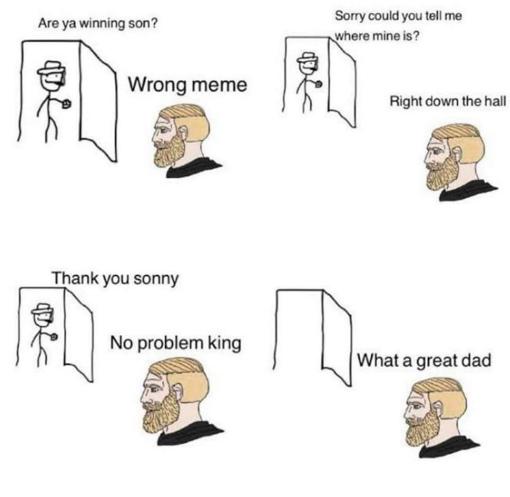 Are ya winning son?
Wrong meme
Sorry could you tell me
where mine is?
Right down the hall
Thank you sonny
No problem king
What a great dad